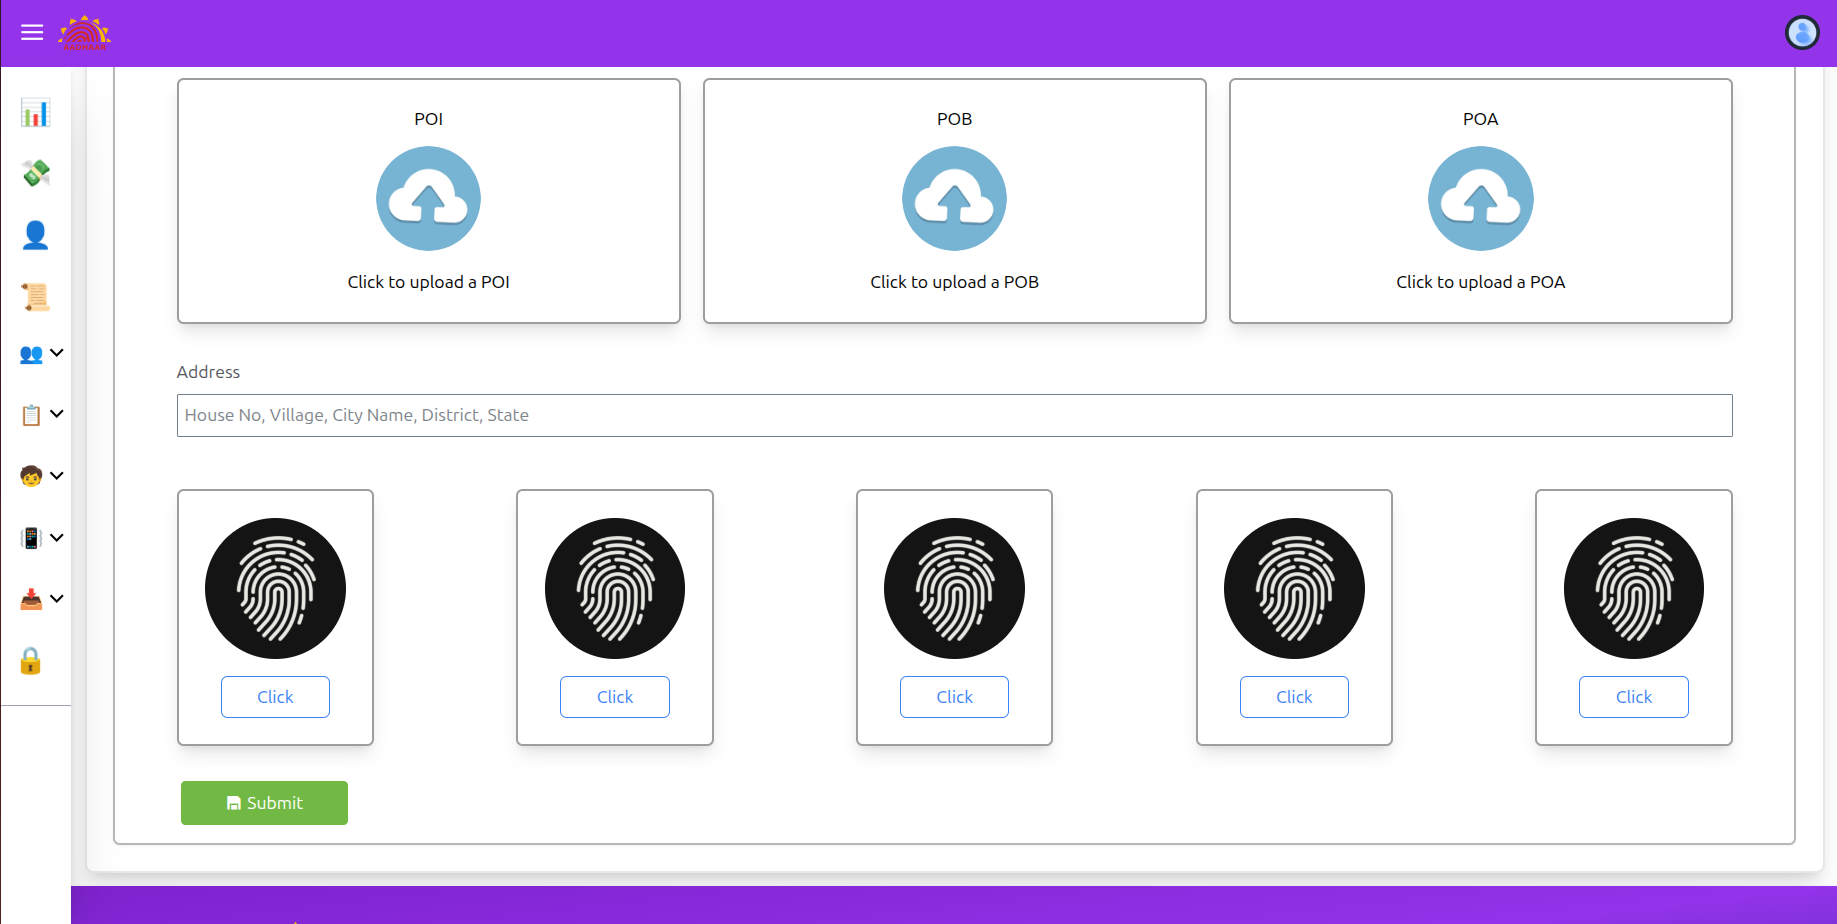 AADHAAR
POI
POB
POA
Click to upload a POI
Click to upload a POB
Click to upload a POA
Address
House No, Village, City Name, District, State
Click
Click
Click
Click
Click
Submit